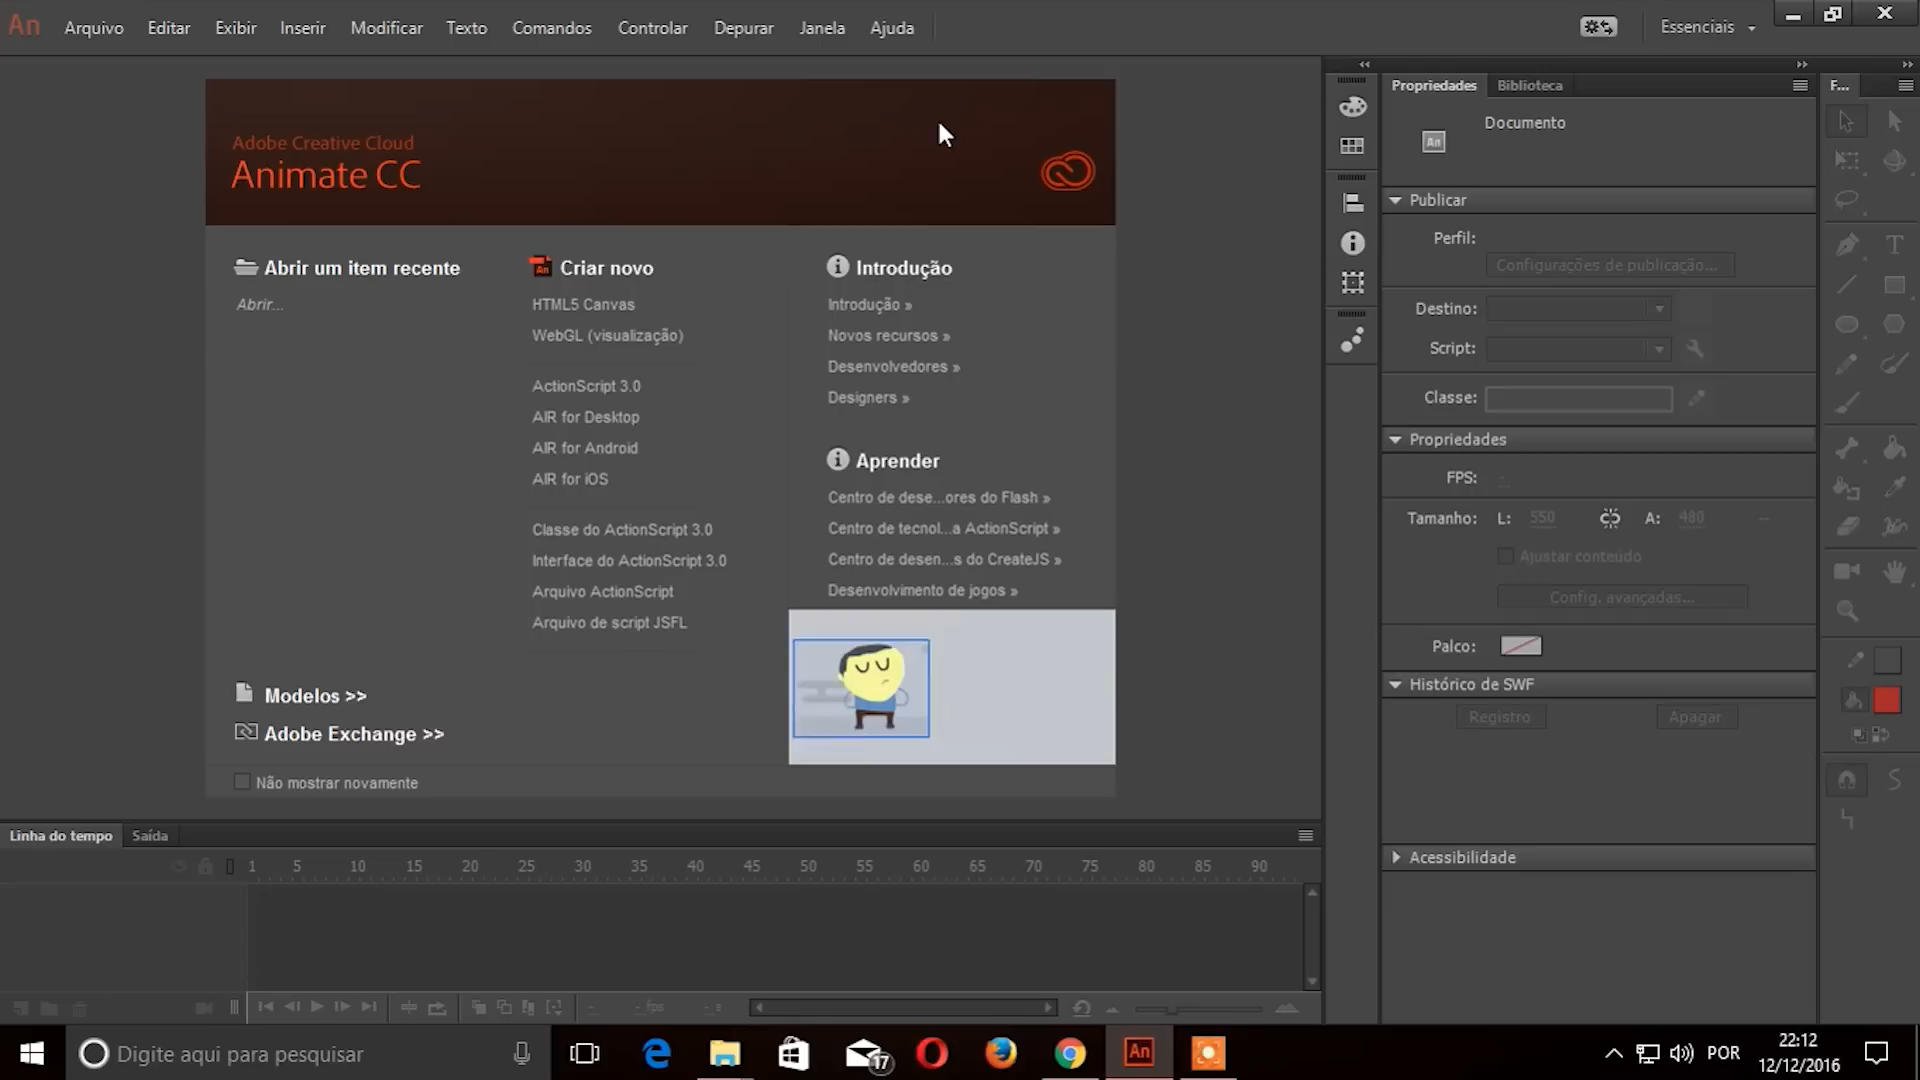 An Arquivo Editar Exibir Inserir Modificar Texto Comandos Controlar Depurar Janela Ajuda Essenciais
Adobe Creative Cloud
Animate CC
Abrir um item recente
Abrir...
Criar novo
HTML5 Canvas
WebGL (visualização)
ActionScript 3.0
AIR for Desktop
AIR for Android
AIR for iOS
Classe do ActionScript 3.0
Interface do ActionScript 3.0
Arquivo ActionScript
Arquivo de script JSFL
Introdução
Introdução »
Novos recursos »
Desenvolvedores »
Designers »
Aprender
Centro de dese...ores do Flash »
Centro de tecnol...a ActionScript »
Centro de desen...s do CreateJS »
Desenvolvimento de jogos »
Modelos >>
Adobe Exchange >>
Não mostrar novamente
Propriedades Biblioteca F...
An Documento
Publicar
Perfil:
Configurações de publicação...
Destino:
Script:
Classe:
Propriedades
FPS: -
Tamanho: L: 550 A: 480
Ajustar conteúdo
Config. avançadas...
Palco:
Histórico de SWF
Registro Apagar
Acessibilidade
Linha do tempo Saída
1 5 10 15 20 25 30 35 40 45 50 55 60 65 70 75 80 85 90
- fps - s
Digite aqui para pesquisar 17 An POR 22:12
12/12/2016